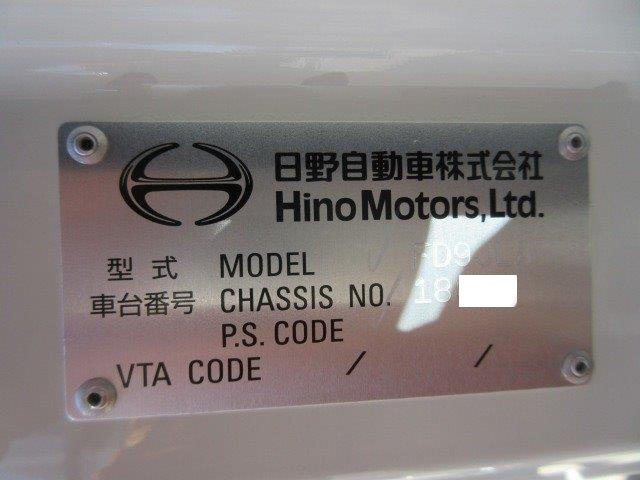 日野自動車株式会社
Hino Motors, Ltd.
型式 MODEL
車台番号 CHASSIS NO. 18
P.S. CODE
VTA CODE / /